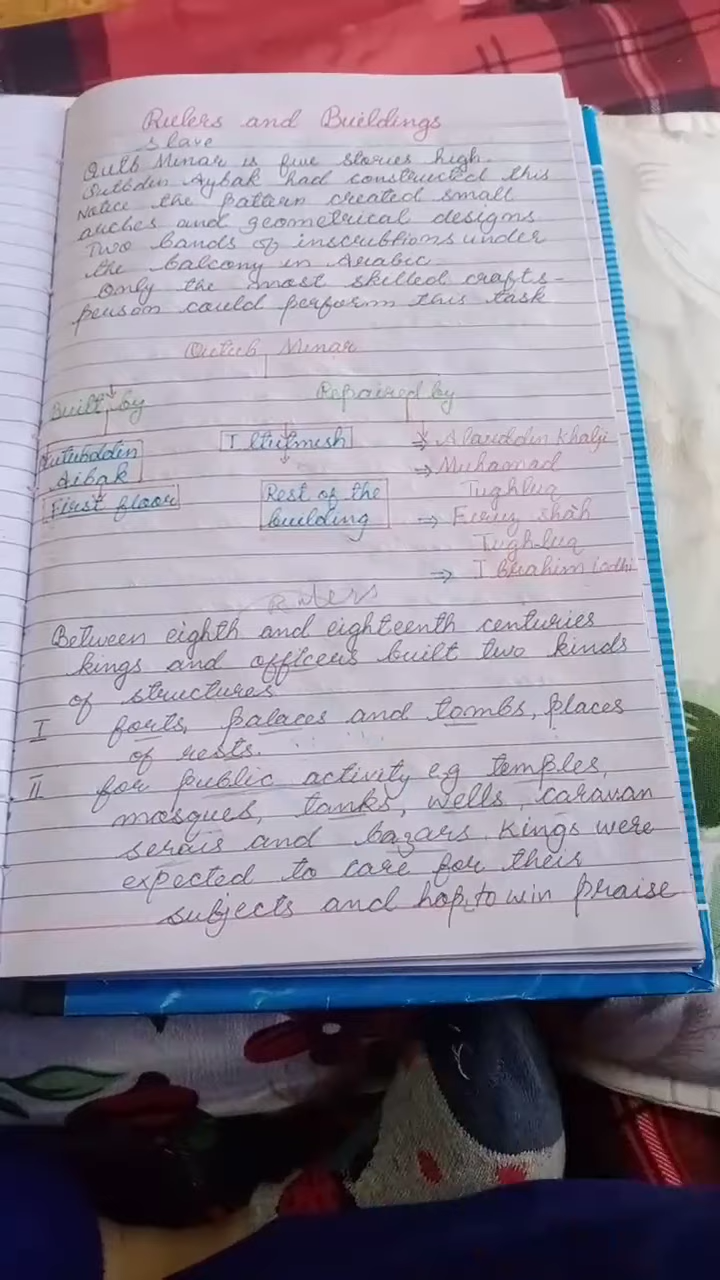 Rulers and Buildings
slave
Qutb Minar is five stories high.
Qutbdin Aybak had constructed this
Notice the pattern created small
arches and geometrical designs
Two bands of inscrubtions under
the balcony in Arabic.
Only the most skilled crafts-
person could perform this task
Qutub Minar
Built by
Repaired by
Qutubddin
Aibak
First floor
Iltutmesh
Rest of the
building
→ Alauddin Khalji
→ Muhamad
Tughluq
→ Firuz shah
Tughluq
→ Ibrahim lodhi
Rulers
Between eighth and eighteenth centuries
kings and officers built two kinds
of structures
I forts, palaces and tombs, places
of rests.
II for public activity eg temples,
mosques, tanks, wells, caravan
serais and bazars. Kings were
expected to care for their
subjects and hope to win praise